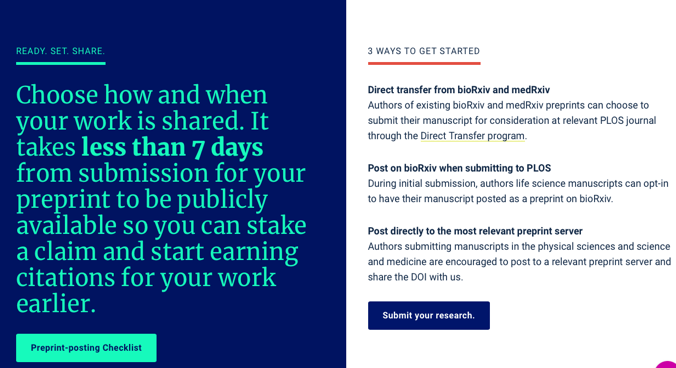 READY. SET. SHARE.
Choose how and when
your work is shared. It
takes less than 7 days
from submission for your
preprint to be publicly
available so you can stake
a claim and start earning
citations for your work
earlier.
Preprint-posting Checklist
3 WAYS TO GET STARTED
Direct transfer from bioRxiv and medRxiv
Authors of existing bioRxiv and medRxiv preprints can choose to
submit their manuscript for consideration at relevant PLOS journal
through the Direct Transfer program.
Post on bioRxiv when submitting to PLOS
During initial submission, authors life science manuscripts can opt-in
to have their manuscript posted as a preprint on bioRxiv.
Post directly to the most relevant preprint server
Authors submitting manuscripts in the physical sciences and science
and medicine are encouraged to post to a relevant preprint server and
share the DOI with us.
Submit your research.